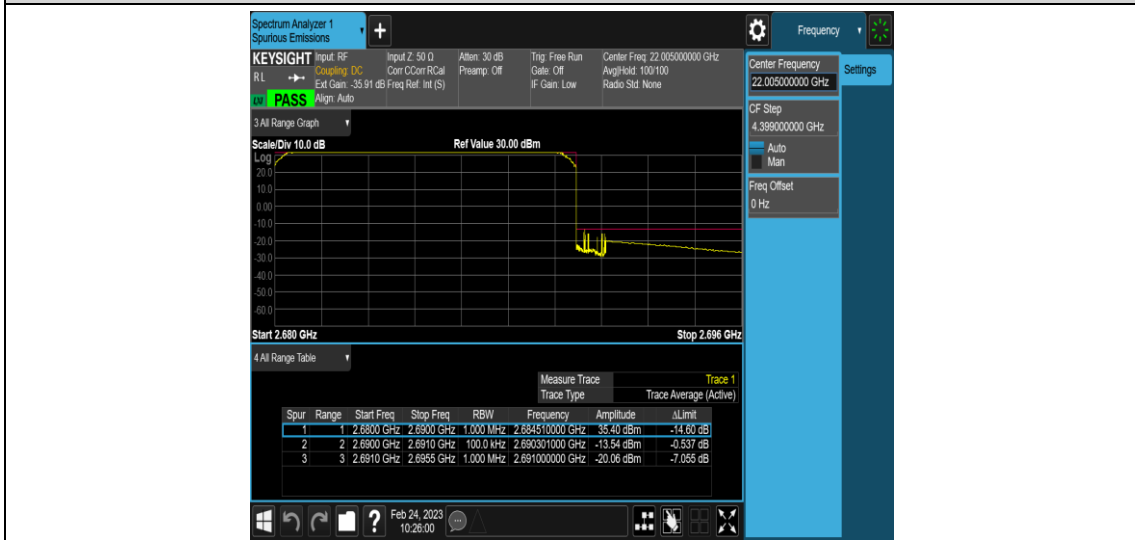 Spectrum Analyzer 1
Spurious Emissions
+
Frequency
KEYSIGHT Input: RF Input Z: 50 Ω Atten: 30 dB Trig: Free Run Center Freq: 22.005000000 GHz
Coupling: DC Corr CCorr RCal Preamp: Off Gate: Off Avg|Hold: 100/100
RL Ext Gain: -35.91 dB Freq Ref: Int (S) IF Gain: Low Radio Std: None
PASS Align: Auto
Center Frequency
22.005000000 GHz
Settings
CF Step
4.399000000 GHz
Auto
Man
Freq Offset
0 Hz
3 All Range Graph
Scale/Div 10.0 dB Ref Value 30.00 dBm
Log
20.0
10.0
0.00
-10.0
-20.0
-30.0
-40.0
-50.0
-60.0
Start 2.680 GHz Stop 2.696 GHz
4 All Range Table
Measure Trace Trace 1
Trace Type Trace Average (Active)
Spur Range Start Freq Stop Freq RBW Frequency Amplitude ΔLimit
1 1 2.6800 GHz 2.6900 GHz 1.000 MHz 2.684510000 GHz 35.40 dBm -14.60 dB
2 2 2.6900 GHz 2.6910 GHz 100.0 kHz 2.690301000 GHz -13.54 dBm -0.537 dB
3 3 2.6910 GHz 2.6955 GHz 1.000 MHz 2.691000000 GHz -20.06 dBm -7.055 dB
?
Feb 24, 2023
10:26:00